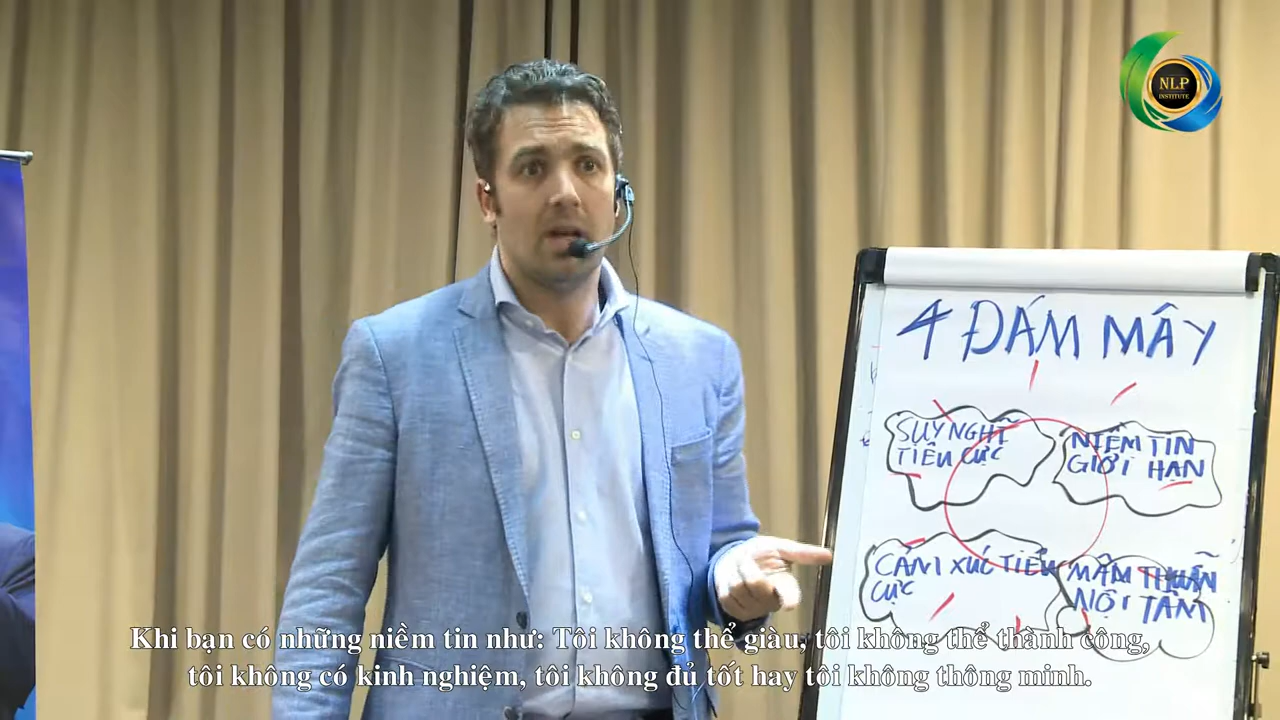 NLP
INSTITUTE
4 ĐÁM MÂY
SUY NGHĨ
TIÊU CỰC
NIỀM TIN
GIỚI HẠN
CẢM XÚC TIÊU
CỰC
MÂM THUẪN
NỘI TÂM
Khi bạn có những niềm tin như: Tôi không thể giàu, tôi không thể thành công,
tôi không có kinh nghiệm, tôi không đủ tốt hay tôi không thông minh.